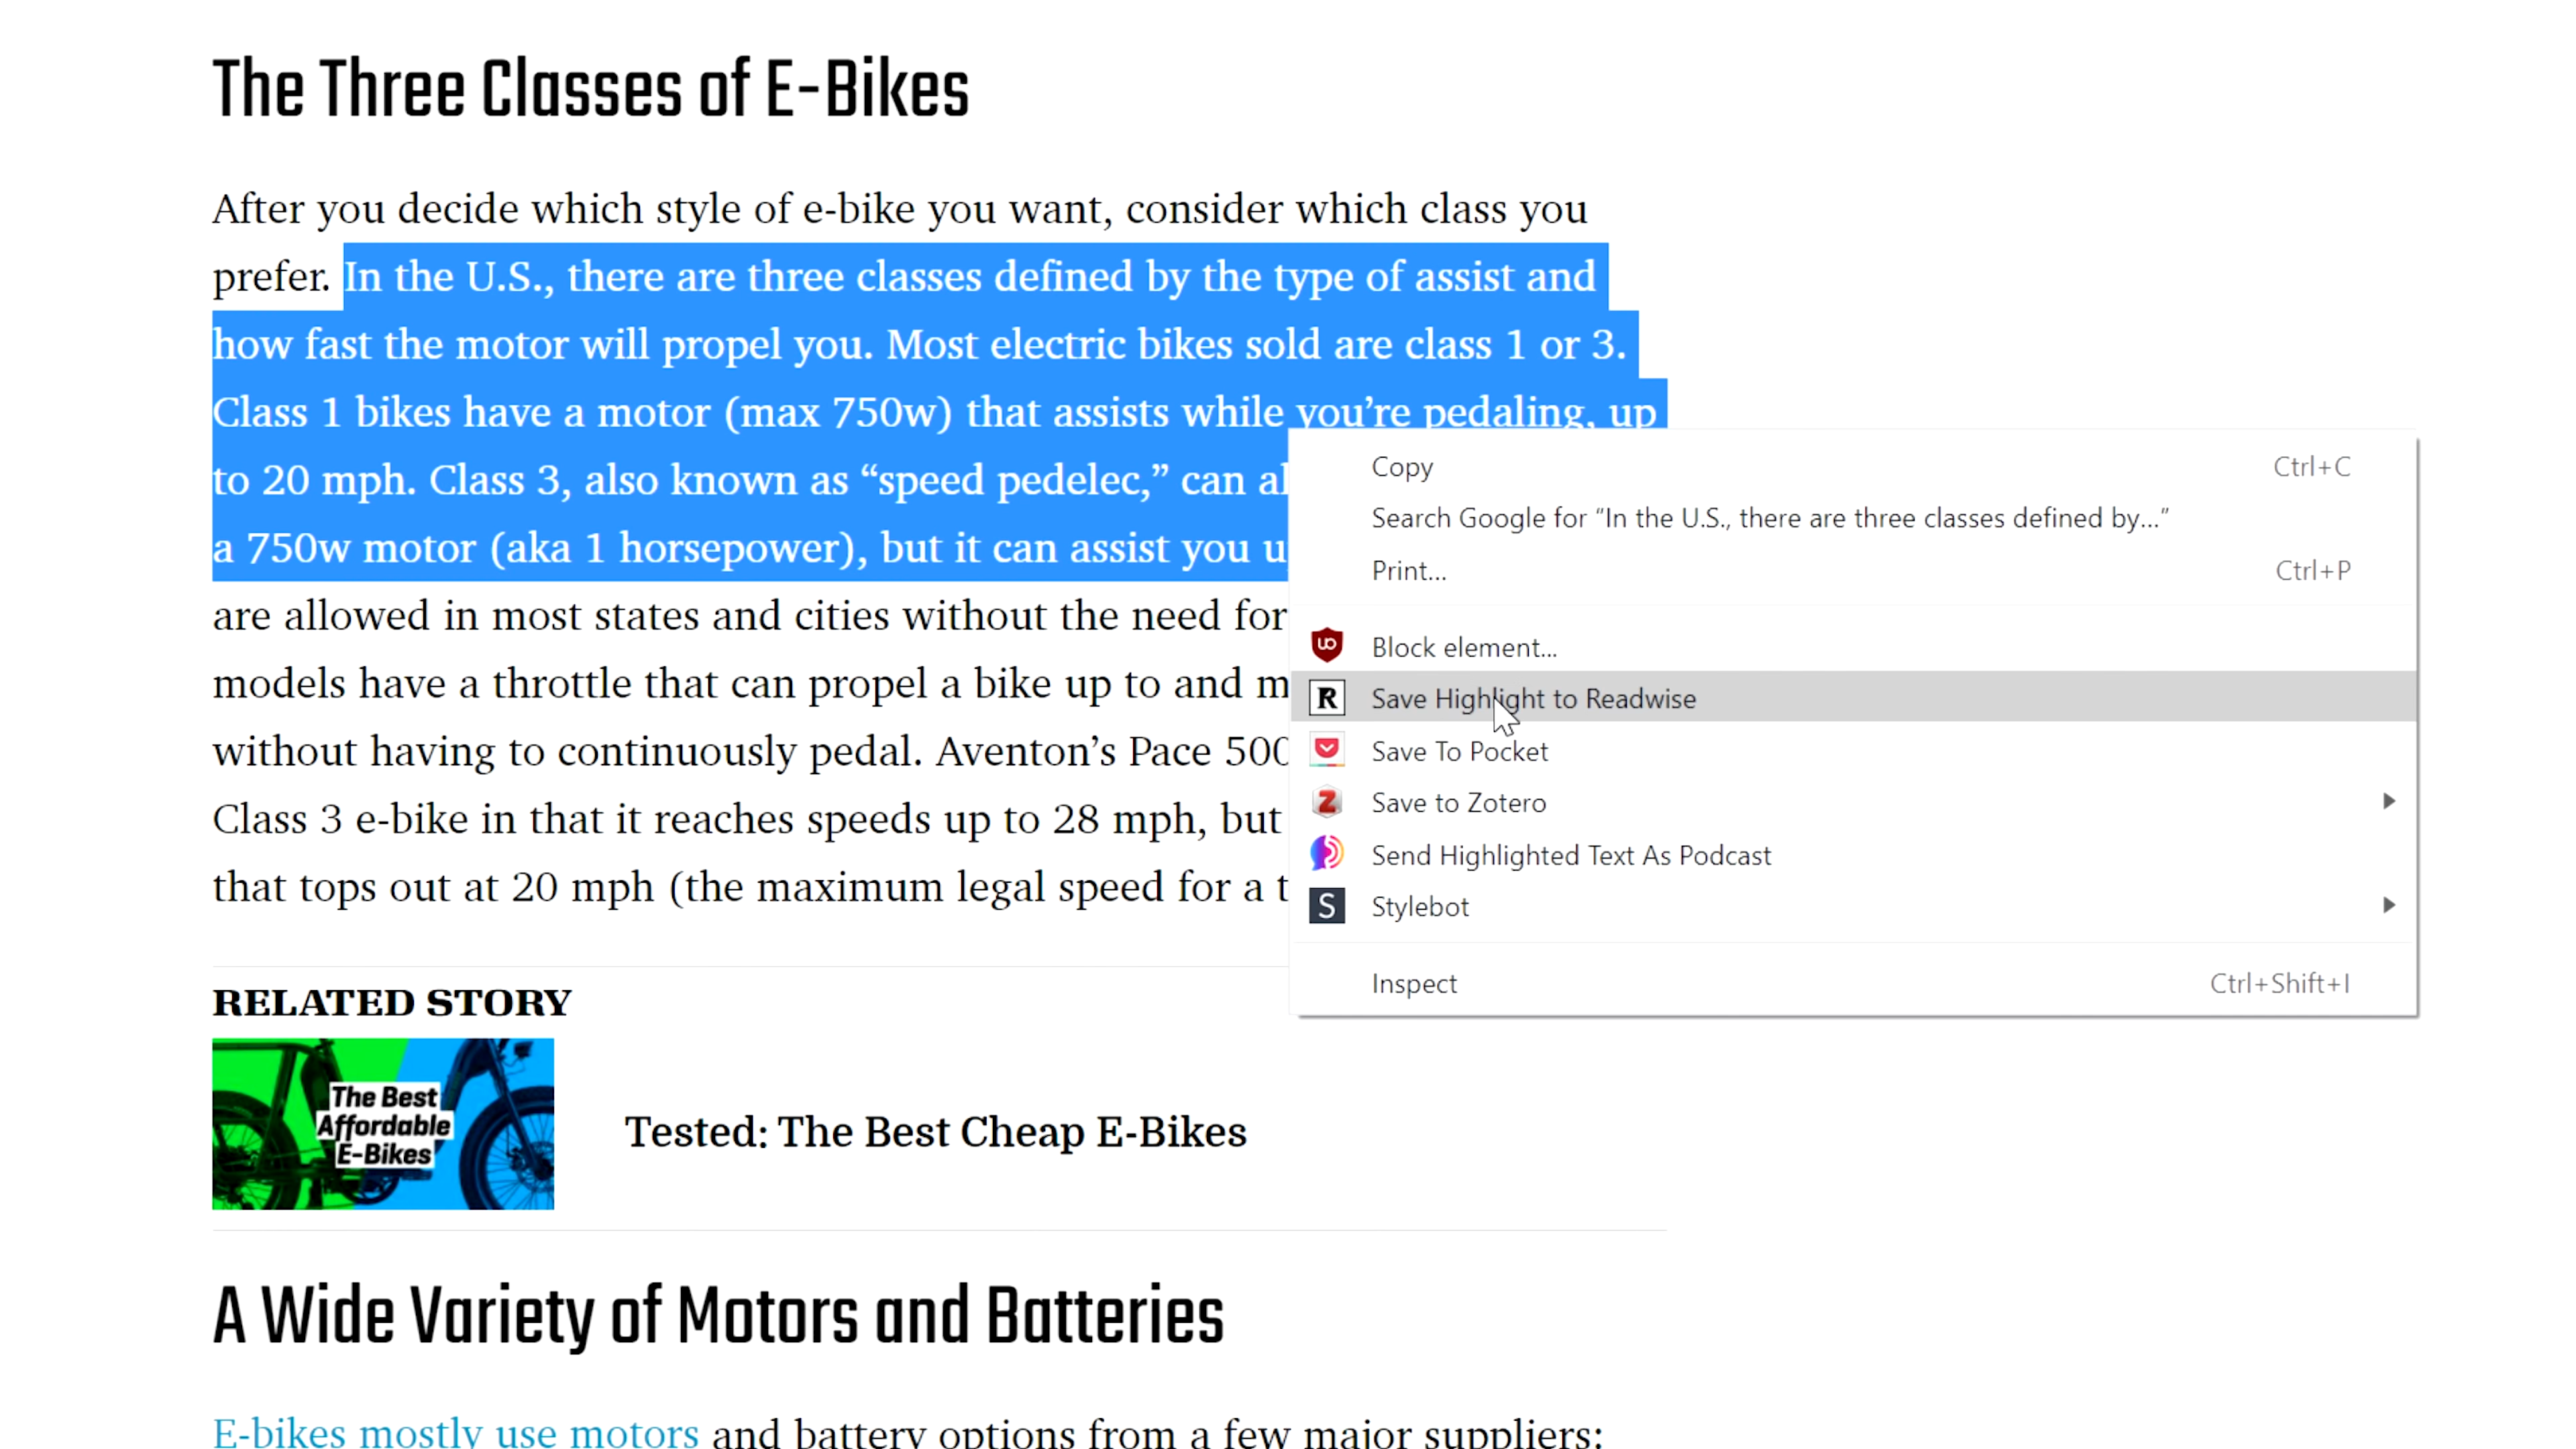 The Three Classes of E-Bikes
After you decide which style of e-bike you want, consider which class you
prefer. In the U.S., there are three classes defined by the type of assist and
how fast the motor will propel you. Most electric bikes sold are class 1 or 3.
Class 1 bikes have a motor (max 750w) that assists while you’re pedaling, up
to 20 mph. Class 3, also known as “speed pedelec,” can
a 750w motor (aka 1 horsepower), but it can assist you
are allowed in most states and cities without the need for
models have a throttle that can propel a bike up to and
without having to continuously pedal. Aventon’s Pace
Class 3 e-bike in that it reaches speeds up to 28 mph, but
that tops out at 20 mph (the maximum legal speed for a
Copy Ctrl+C
Search Google for “In the U.S., there are three classes defined by...”
Print... Ctrl+P
Block element...
R Save Highlight to Readwise
Save To Pocket
Z Save to Zotero
Send Highlighted Text As Podcast
S Stylebot
Inspect Ctrl+Shift+I
RELATED STORY
The Best
Affordable
E-Bikes
Tested: The Best Cheap E-Bikes
A Wide Variety of Motors and Batteries
E-bikes mostly use motors and battery options from a few major suppliers: